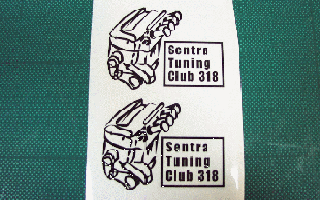 Sentra
Tuning
Club 318
Sentra
Tuning
Club 318